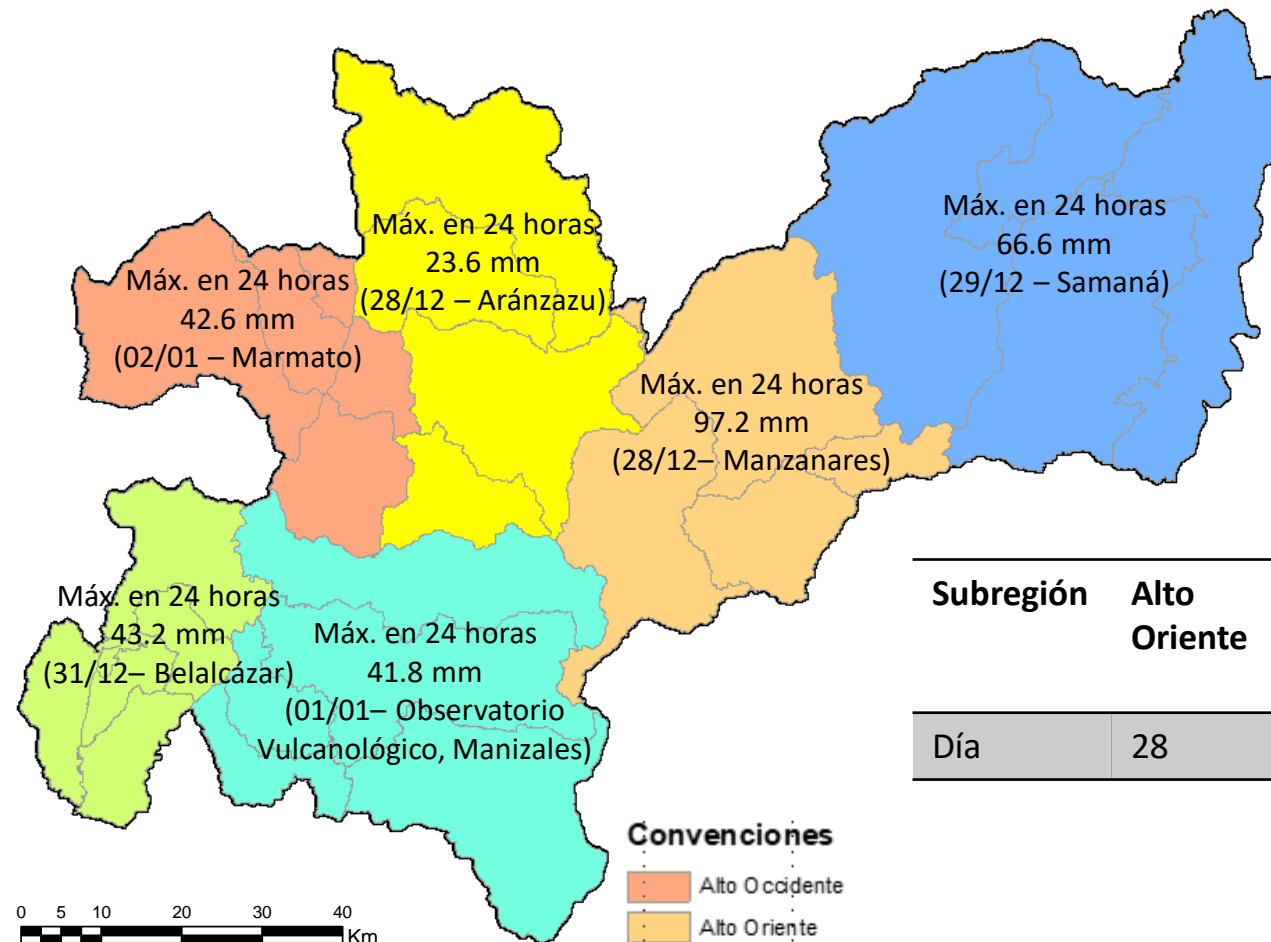 Máx. en 24 horas
23.6 mm
(28/12 – Aránzazu)
Máx. en 24 horas
66.6 mm
(29/12 – Samaná)
Máx. en 24 horas
42.6 mm
(02/01 – Marmato)
Máx. en 24 horas
97.2 mm
(28/12– Manzanares)
Máx. en 24 horas
43.2 mm
(31/12– Belalcázar)
Máx. en 24 horas
41.8 mm
(01/01– Observatorio
Vulcanológico, Manizales)
Subregión Alto
Oriente
Día 28
Convenciones
Alto Occidente
Alto Oriente
0 5 10 20 30 40
Km